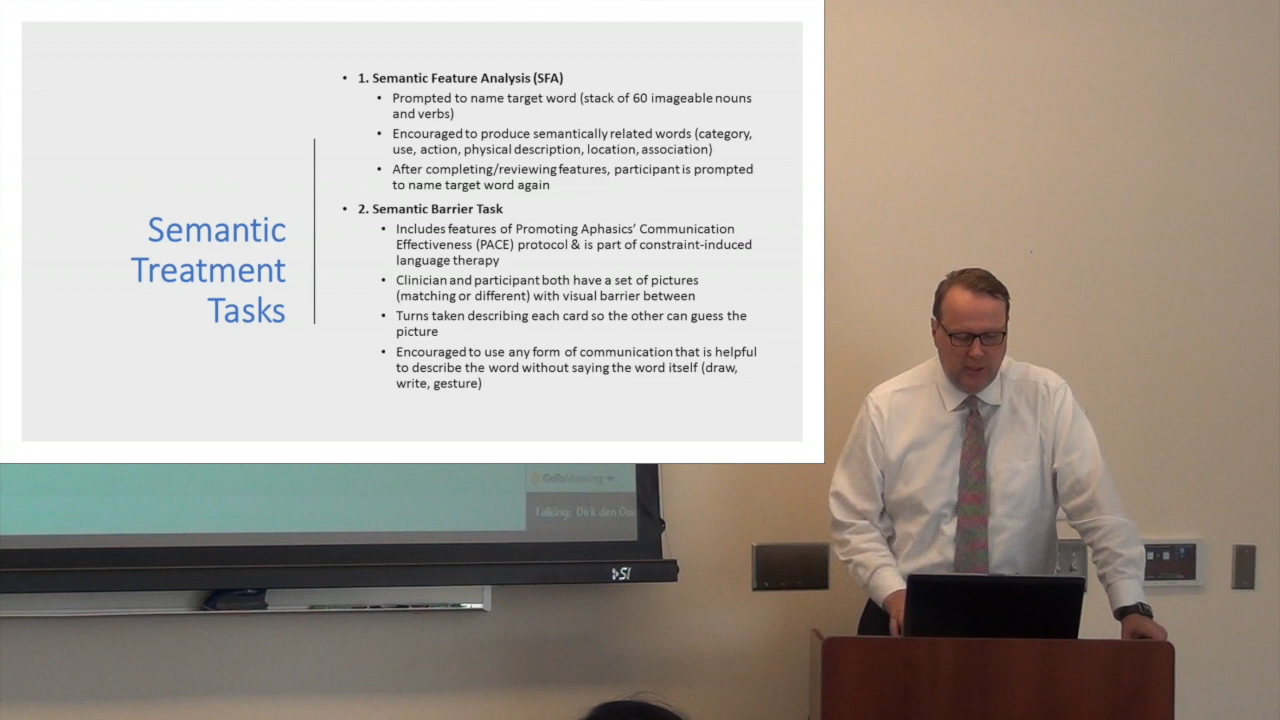 Semantic
Treatment
Tasks
• 1. Semantic Feature Analysis (SFA)
• Prompted to name target word (stack of 60 imageable nouns
and verbs)
• Encouraged to produce semantically related words (category,
use, action, physical description, location, association)
• After completing/reviewing features, participant is prompted
to name target word again
• 2. Semantic Barrier Task
• Includes features of Promoting Aphasics’ Communication
Effectiveness (PACE) protocol & is part of constraint-induced
language therapy
• Clinician and participant both have a set of pictures
(matching or different) with visual barrier between
• Turns taken describing each card so the other can guess the
picture
• Encouraged to use any form of communication that is helpful
to describe the word without saying the word itself (draw,
write, gesture)
GoToMeeting
Talking: Dirk den
SI